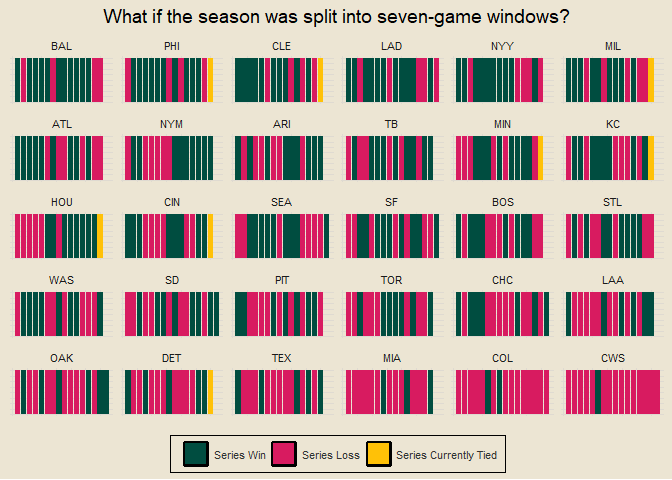 What if the season was split into seven-game windows?
BAL PHI CLE LAD NYY MIL
ATL NYM ARI TB MIN KC
HOU CIN SEA SF BOS STL
WAS SD PIT TOR CHC LAA
OAK DET TEX MIA COL CWS
Series Win Series Loss Series Currently Tied